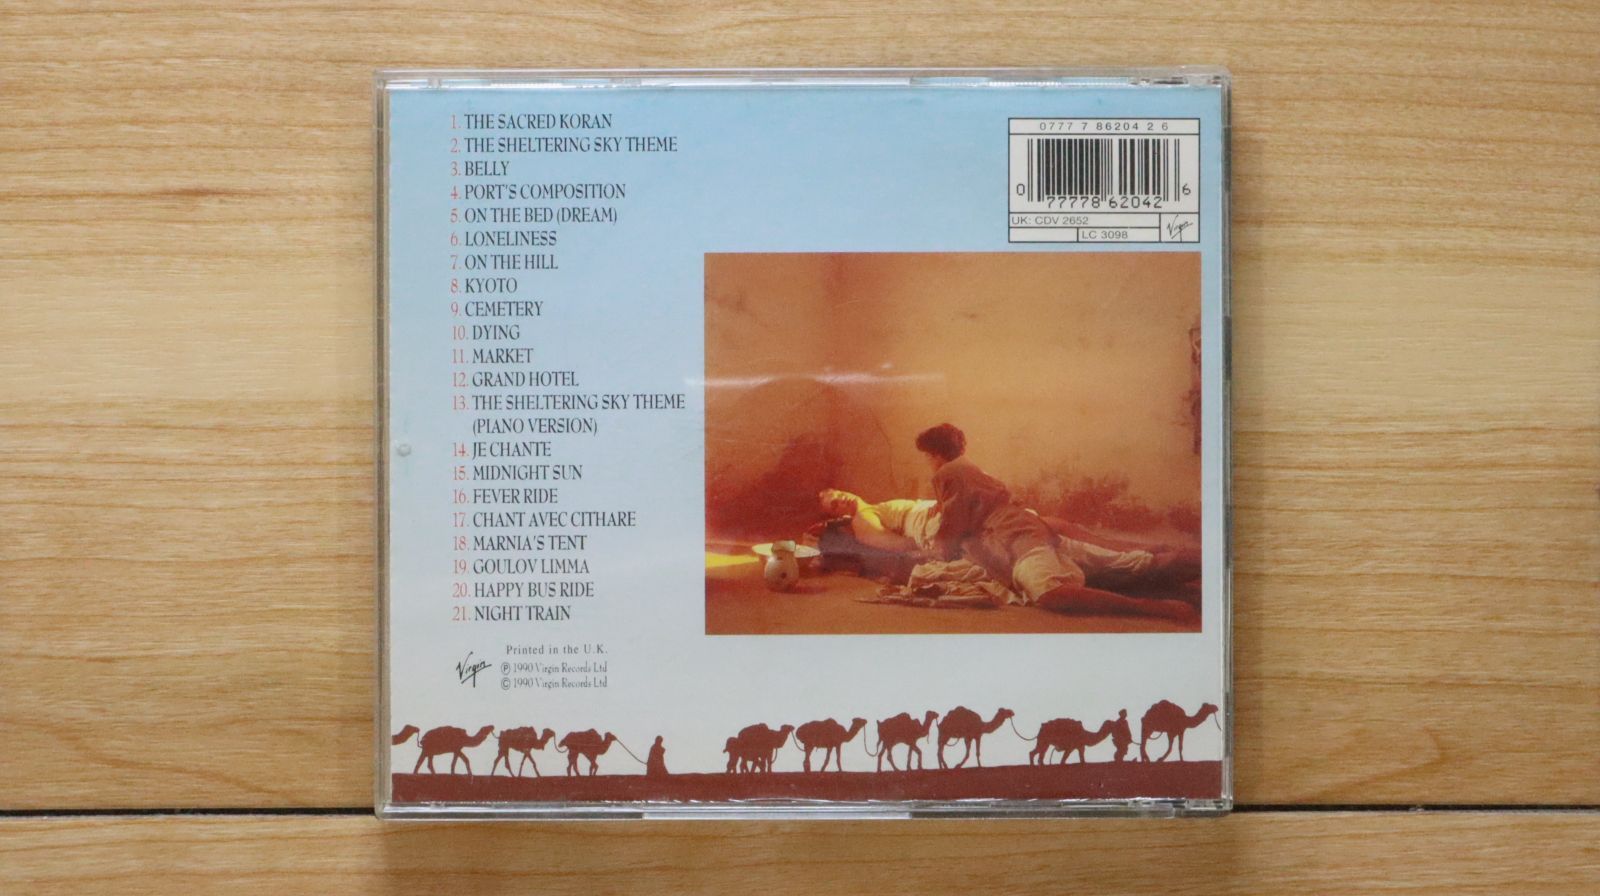 1. THE SACRED KORAN
2. THE SHELTERING SKY THEME
3. BELLY
4. PORT'S COMPOSITION
5. ON THE BED (DREAM)
6. LONELINESS
7. ON THE HILL
8. KYOTO
9. CEMETERY
10. DYING
11. MARKET
12. GRAND HOTEL
13. THE SHELTERING SKY THEME
(PIANO VERSION)
14. JE CHANTE
15. MIDNIGHT SUN
16. FEVER RIDE
17. CHANT AVEC CITHARE
18. MARNIA'S TENT
19. GOULOV LIMMA
20. HAPPY BUS RIDE
21. NIGHT TRAIN
Printed in the U.K.
Virgin
℗ 1990 Virgin Records Ltd
© 1990 Virgin Records Ltd
0777 7 86204 2 6
0 77778 62042 6
UK: CDV 2652
LC 3098
Virgin